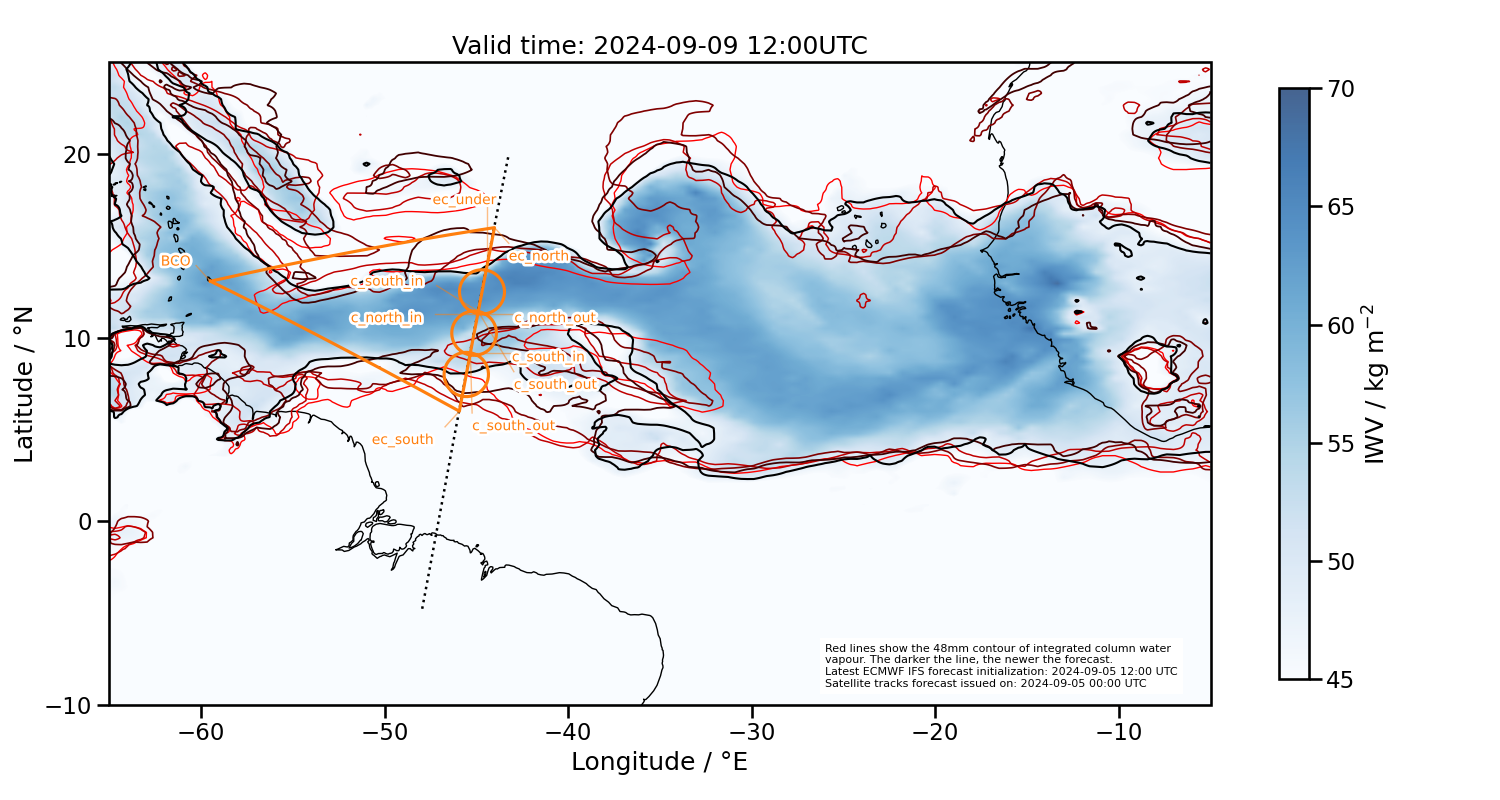 Valid time: 2024-09-09 12:00UTC
70
65
60
55
50
45
IWV / kg m⁻²
20
10
0
−10
Latitude / °N
ec_under
BCO
ec_north
c_south_in
c_north_in
c_north_out
c_south_in
c_south_out
c_south_out
ec_south
Red lines show the 48mm contour of integrated column water
vapour. The darker the line, the newer the forecast.
Latest ECMWF IFS forecast initialization: 2024-09-05 12:00 UTC
Satellite tracks forecast issued on: 2024-09-05 00:00 UTC
−60
−50
−40
−30
−20
−10
Longitude / °E